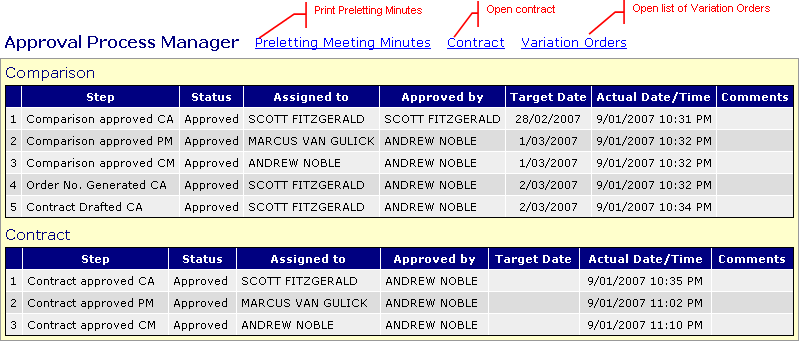 Print Preletting Minutes
Open contract
Open list of Variation Orders
Approval Process Manager Preletting Meeting Minutes Contract Variation Orders
Comparison
Step Status Assigned to Approved by Target Date Actual Date/Time Comments
1 Comparison approved CA Approved SCOTT FITZGERALD SCOTT FITZGERALD 28/02/2007 9/01/2007 10:31 PM
2 Comparison approved PM Approved MARCUS VAN GULICK ANDREW NOBLE 1/03/2007 9/01/2007 10:32 PM
3 Comparison approved CM Approved ANDREW NOBLE ANDREW NOBLE 1/03/2007 9/01/2007 10:32 PM
4 Order No. Generated CA Approved SCOTT FITZGERALD ANDREW NOBLE 2/03/2007 9/01/2007 10:32 PM
5 Contract Drafted CA Approved SCOTT FITZGERALD ANDREW NOBLE 2/03/2007 9/01/2007 10:34 PM
Contract
Step Status Assigned to Approved by Target Date Actual Date/Time Comments
1 Contract approved CA Approved SCOTT FITZGERALD ANDREW NOBLE 9/01/2007 10:35 PM
2 Contract approved PM Approved MARCUS VAN GULICK ANDREW NOBLE 9/01/2007 11:02 PM
3 Contract approved CM Approved ANDREW NOBLE ANDREW NOBLE 9/01/2007 11:10 PM